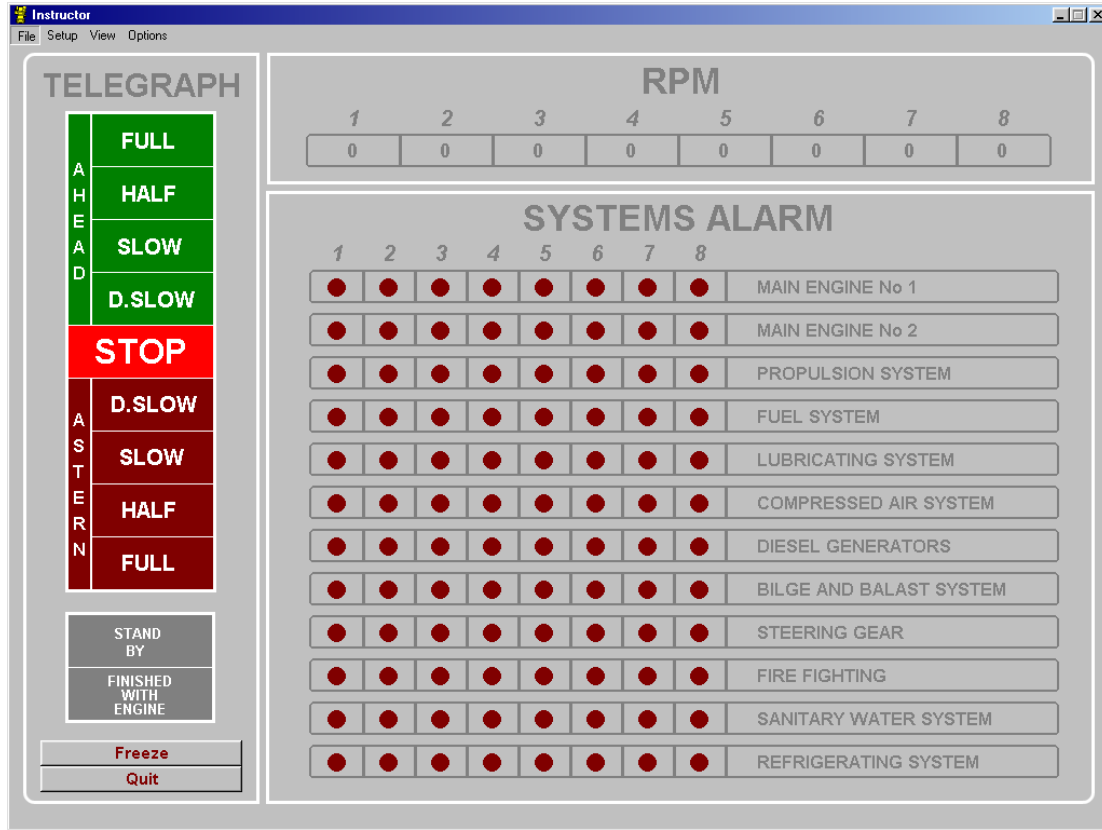 Instructor
File Setup View Options
TELEGRAPH
AHEAD
FULL
HALF
SLOW
D.SLOW
STOP
ASTERN
D.SLOW
SLOW
HALF
FULL
STAND
BY
FINISHED
WITH
ENGINE
Freeze
Quit
RPM
1 2 3 4 5 6 7 8
0 0 0 0 0 0 0 0
SYSTEMS ALARM
1 2 3 4 5 6 7 8
MAIN ENGINE No 1
MAIN ENGINE No 2
PROPULSION SYSTEM
FUEL SYSTEM
LUBRICATING SYSTEM
COMPRESSED AIR SYSTEM
DIESEL GENERATORS
BILGE AND BALAST SYSTEM
STEERING GEAR
FIRE FIGHTING
SANITARY WATER SYSTEM
REFRIGERATING SYSTEM